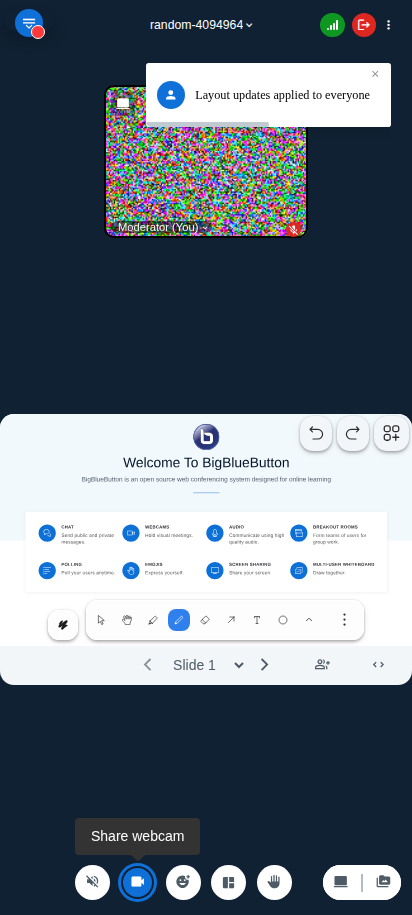 random-4094964
Layout updates applied to everyone
Moderator (You)
Welcome To BigBlueButton
BigBlueButton is an open source web conferencing system designed for online learning
CHAT
Send public and private
messages.
WEBCAMS
Hold visual meetings.
AUDIO
Communicate using high
quality audio.
BREAKOUT ROOMS
Form teams of users for
group work.
POLLING
Poll your users anytime.
EMOJIS
Express yourself.
SCREEN SHARING
Share your screen.
MULTI-USER WHITEBOARD
Draw together.
Slide 1
Share webcam